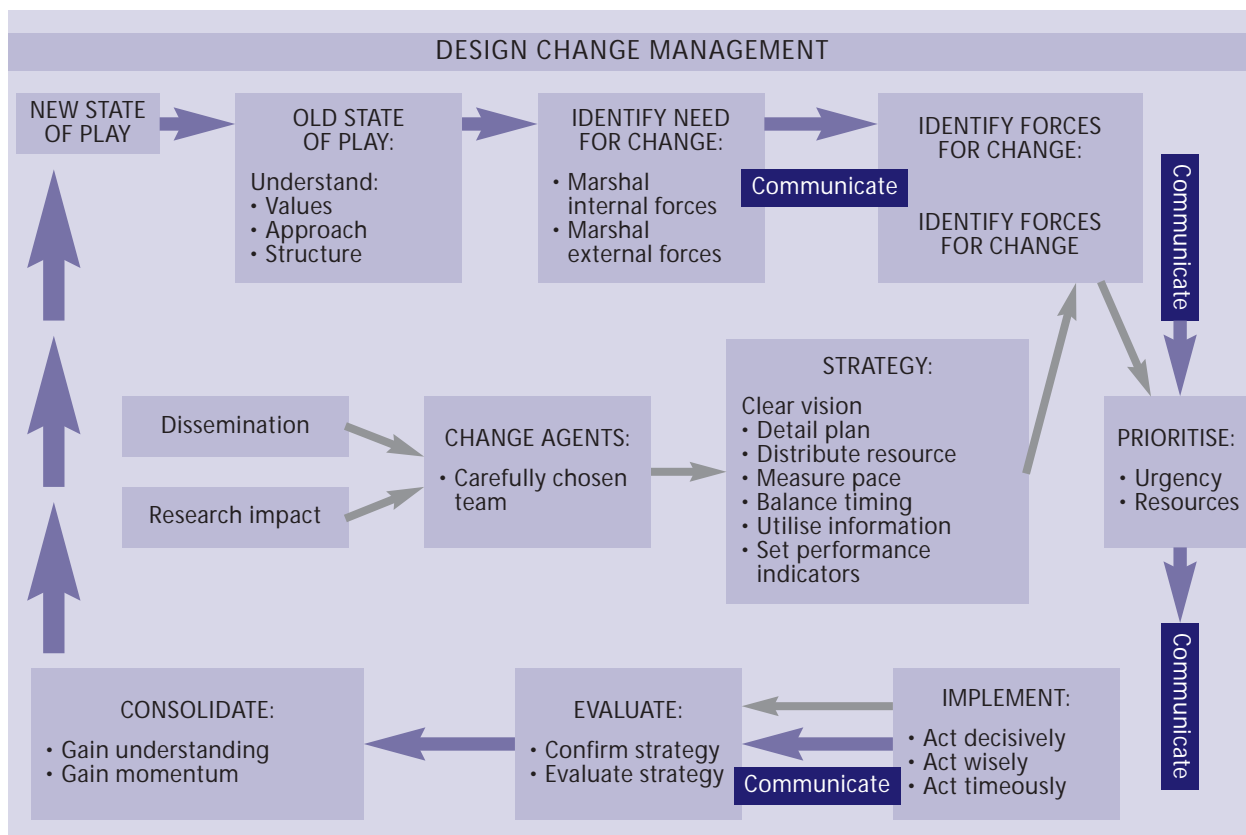 DESIGN CHANGE MANAGEMENT
NEW STATE
OF PLAY
OLD STATE
OF PLAY:
Understand:
• Values
• Approach
• Structure
IDENTIFY NEED
FOR CHANGE:
• Marshal
internal forces
• Marshal
external forces
Communicate
IDENTIFY FORCES
FOR CHANGE:
IDENTIFY FORCES
FOR CHANGE
Communicate
Dissemination
Research impact
CHANGE AGENTS:
• Carefully chosen
team
STRATEGY:
Clear vision
• Detail plan
• Distribute resource
• Measure pace
• Balance timing
• Utilise information
• Set performance
indicators
PRIORITISE:
• Urgency
• Resources
Communicate
CONSOLIDATE:
• Gain understanding
• Gain momentum
EVALUATE:
• Confirm strategy
• Evaluate strategy
Communicate
IMPLEMENT:
• Act decisively
• Act wisely
• Act timeously